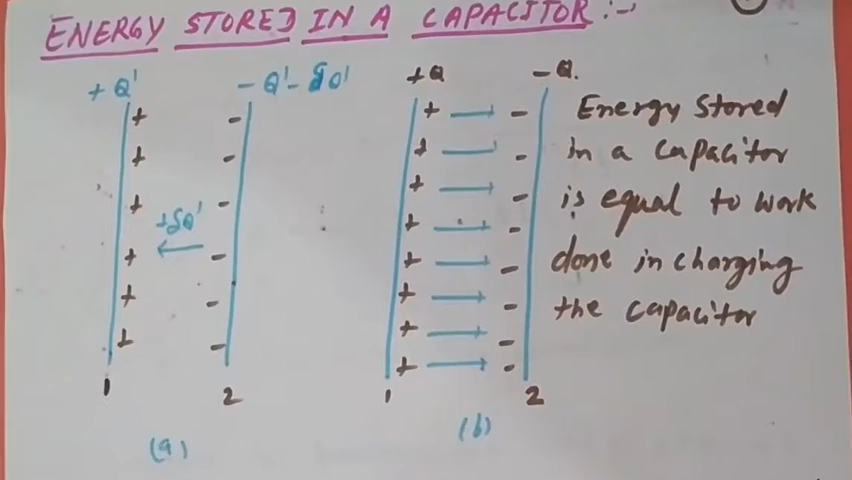 ENERGY STORED IN A CAPACITOR :-
+Q' - Q' - δQ'
+Q -Q.
+δQ'
Energy stored
in a capacitor
is equal to work
done in charging
the capacitor
1 2
1 2
(a)
(b)